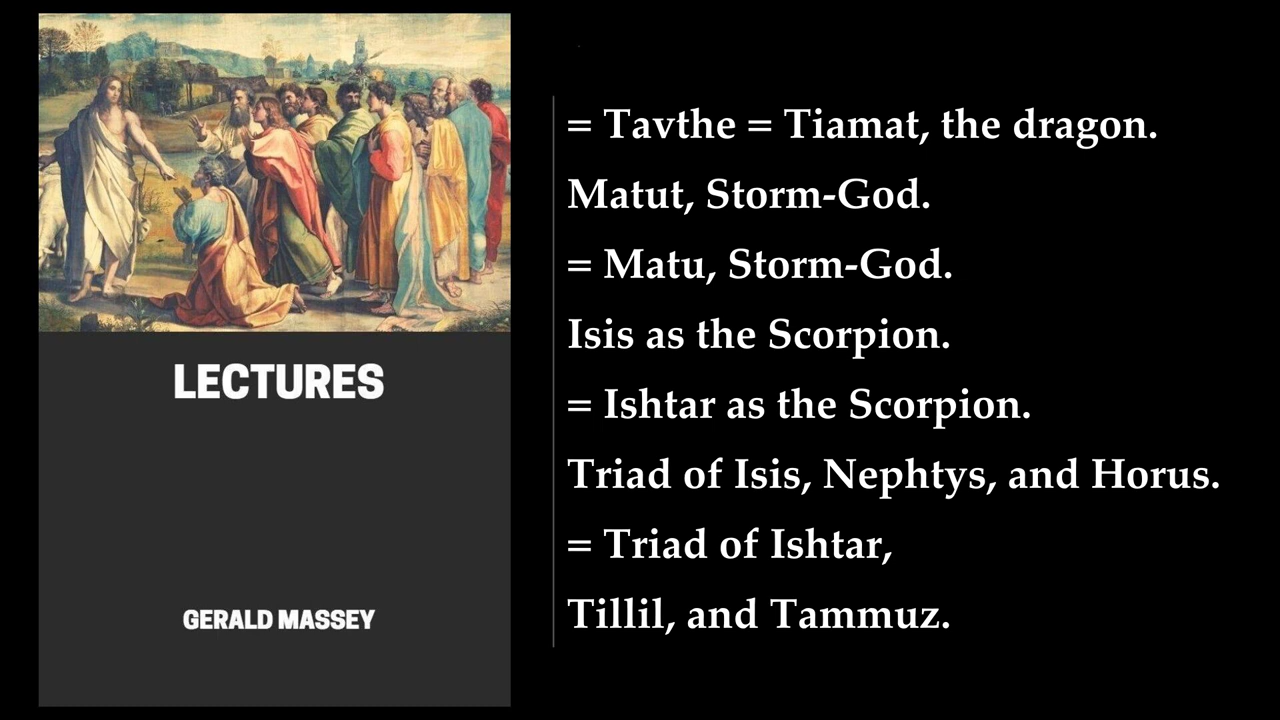 LECTURES
GERALD MASSEY
= Tavthe = Tiamat, the dragon.
Matut, Storm-God.
= Matu, Storm-God.
Isis as the Scorpion.
= Ishtar as the Scorpion.
Triad of Isis, Nephtys, and Horus.
= Triad of Ishtar,
Tillil, and Tammuz.